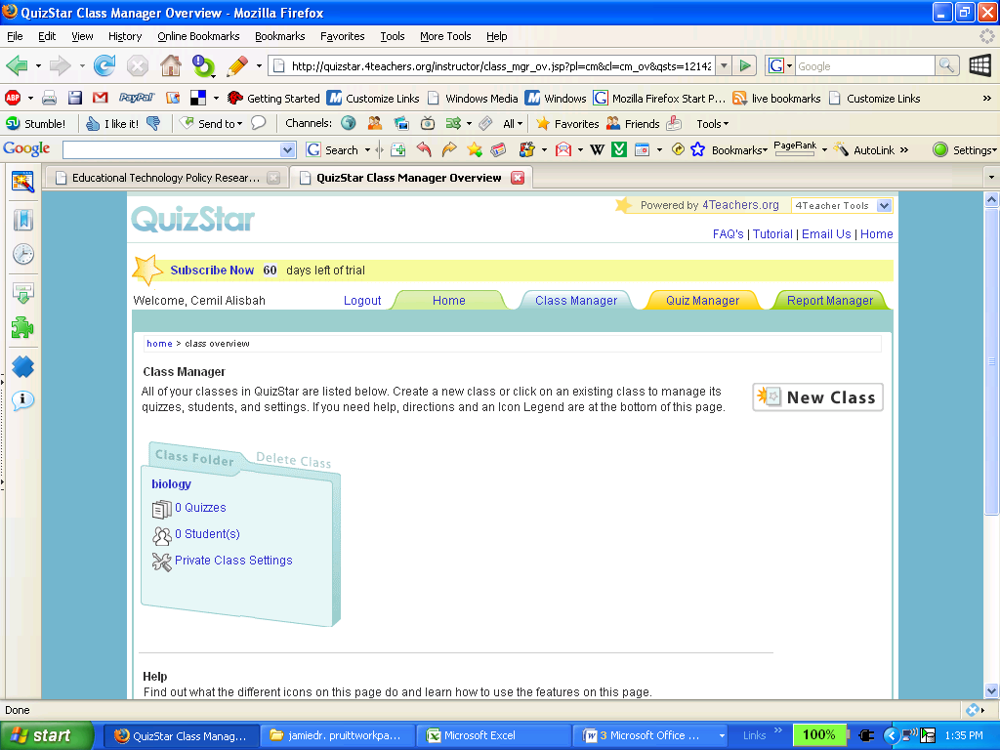 QuizStar Class Manager Overview - Mozilla Firefox
File Edit View History Online Bookmarks Bookmarks Favorites Tools More Tools Help
http://quizstar.4teachers.org/instructor/class_mgr_ov.jsp?pl=cm&cl=cm_ov&qsts=12142 G Google
ABP PayPal Getting Started Customize Links Windows Media Windows Mozilla Firefox Start P... live bookmarks Customize Links »
Stumble! I like it! Send to Channels: All Favorites Friends Tools
Google G Search W Bookmarks PageRank AutoLink » Settings
Educational Technology Policy Resear... QuizStar Class Manager Overview
QuizStar
Powered by 4Teachers.org 4Teacher Tools
FAQ's | Tutorial | Email Us | Home
Subscribe Now 60 days left of trial
Welcome, Cemil Alisbah Logout Home Class Manager Quiz Manager Report Manager
home > class overview
Class Manager
All of your classes in QuizStar are listed below. Create a new class or click on an existing class to manage its
quizzes, students, and settings. If you need help, directions and an Icon Legend are at the bottom of this page.
New Class
Class Folder Delete Class
biology
0 Quizzes
0 Student(s)
Private Class Settings
Help
Find out what the different icons on this page do and learn how to use the features on this page.
Done
start QuizStar Class Manag... jamiedr. pruittworkpa... Microsoft Excel 3 Microsoft Office ... Links » 100% 1:35 PM